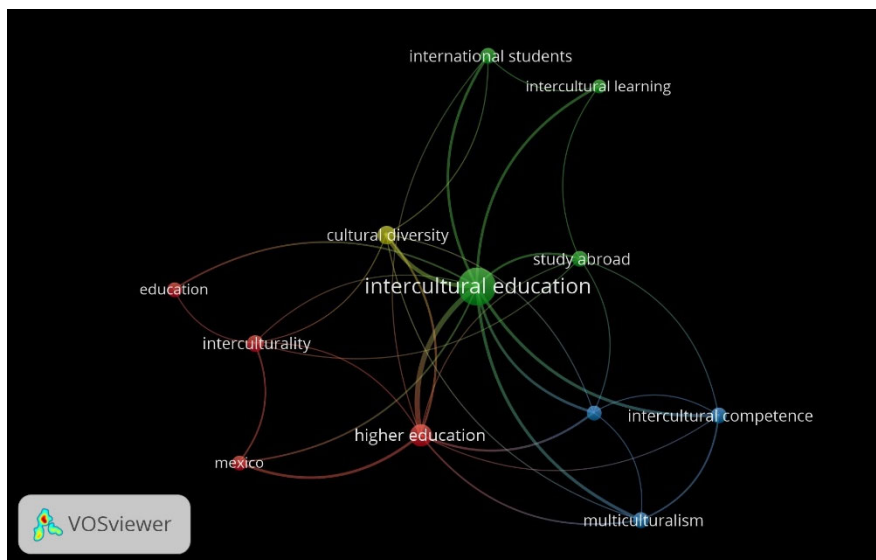 international students
intercultural learning
cultural diversity
study abroad
intercultural education
education
interculturality
intercultural competence
higher education
mexico
multiculturalism
VOSviewer